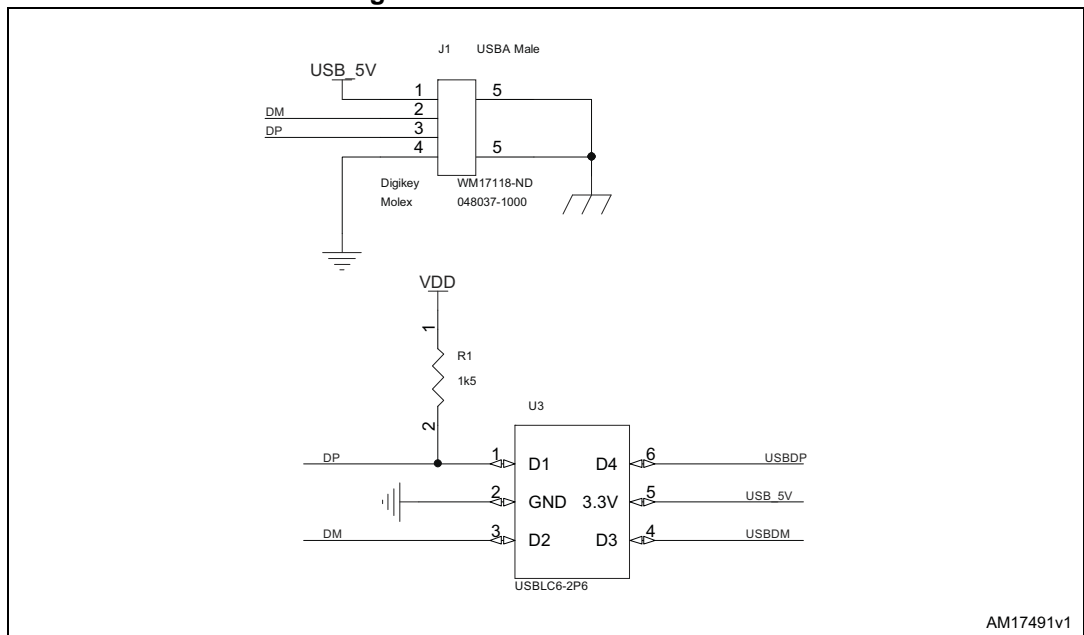 g
J1 USBA Male
USB_5V
1 5
DM 2
DP 3
4 5
Digikey WM17118-ND
Molex 048037-1000
VDD
1
R1
1k5
2
U3
DP 1 D1 D4 6 USBDP
2 GND 3.3V 5 USB_5V
DM 3 D2 D3 4 USBDM
USBLC6-2P6
AM17491v1